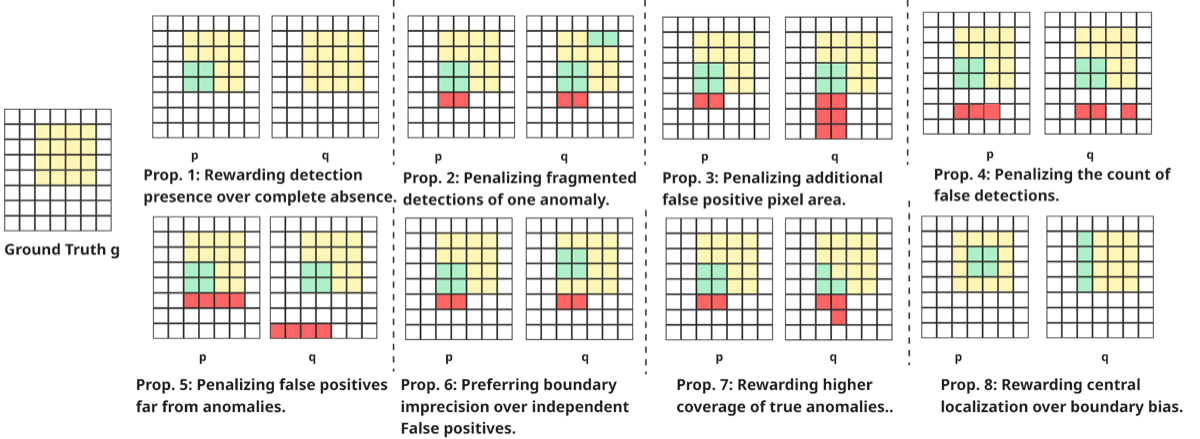 p
q
p
q
p
q
p
q
Prop. 1: Rewarding detection
presence over complete absence.
Prop. 2: Penalizing fragmented
detections of one anomaly.
Prop. 3: Penalizing additional
false positive pixel area.
Prop. 4: Penalizing the count of
false detections.
Ground Truth g
p
q
p
q
p
q
p
q
Prop. 5: Penalizing false positives
far from anomalies.
Prop. 6: Preferring boundary
imprecision over independent
False positives.
Prop. 7: Rewarding higher
coverage of true anomalies..
Prop. 8: Rewarding central
localization over boundary bias.